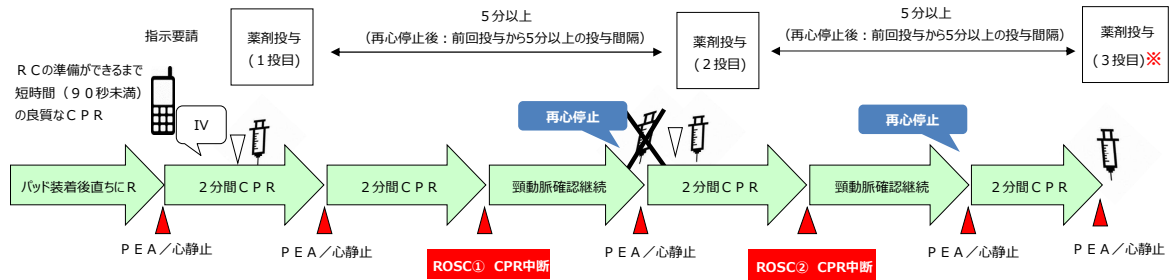 ５分以上
（再心停止後：前回投与から5分以上の投与間隔）
５分以上
（再心停止後：前回投与から5分以上の投与間隔）
指示要請
薬剤投与
(１投目)
薬剤投与
(２投目)
薬剤投与
(３投目)※
ＲＣの準備ができるまで
短時間（９０秒未満）
の良質なＣＰＲ
IV
再心停止
再心停止
パッド装着後直ちにR
２分間ＣＰＲ
２分間ＣＰＲ
頸動脈確認継続
２分間ＣＰＲ
頸動脈確認継続
２分間ＣＰＲ
ＰＥＡ／心静止
ＰＥＡ／心静止
ROSC①　CPR中断
ＰＥＡ／心静止
ROSC②　CPR中断
ＰＥＡ／心静止
ＰＥＡ／心静止